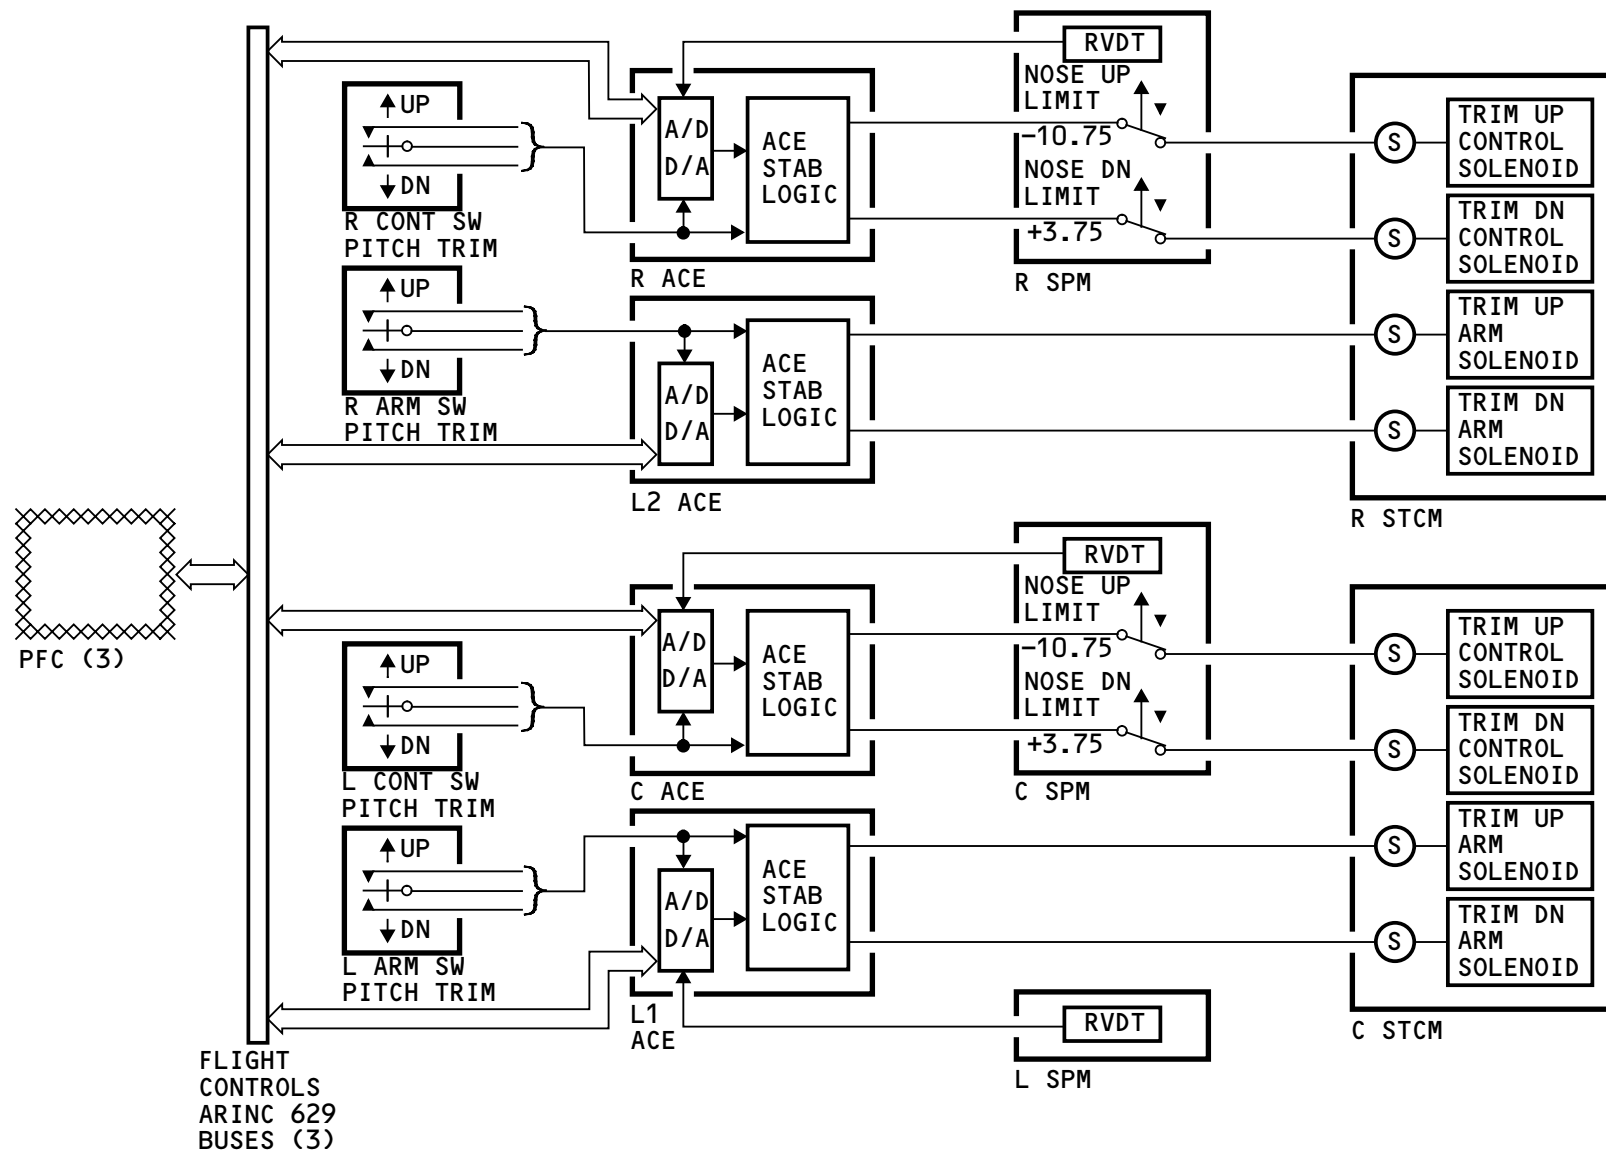 RVDT
NOSE UP
LIMIT
-10.75
NOSE DN
LIMIT
+3.75
R SPM
UP
DN
R CONT SW
PITCH TRIM
A/D
D/A
ACE
STAB
LOGIC
R ACE
TRIM UP
CONTROL
SOLENOID
S
TRIM DN
CONTROL
SOLENOID
S
TRIM UP
ARM
SOLENOID
S
TRIM DN
ARM
SOLENOID
S
R STCM
UP
DN
R ARM SW
PITCH TRIM
A/D
D/A
ACE
STAB
LOGIC
L2 ACE
PFC (3)
RVDT
NOSE UP
LIMIT
-10.75
NOSE DN
LIMIT
+3.75
C SPM
UP
DN
L CONT SW
PITCH TRIM
A/D
D/A
ACE
STAB
LOGIC
C ACE
TRIM UP
CONTROL
SOLENOID
S
TRIM DN
CONTROL
SOLENOID
S
TRIM UP
ARM
SOLENOID
S
TRIM DN
ARM
SOLENOID
S
C STCM
UP
DN
L ARM SW
PITCH TRIM
A/D
D/A
ACE
STAB
LOGIC
L1
ACE
RVDT
L SPM
FLIGHT
CONTROLS
ARINC 629
BUSES (3)